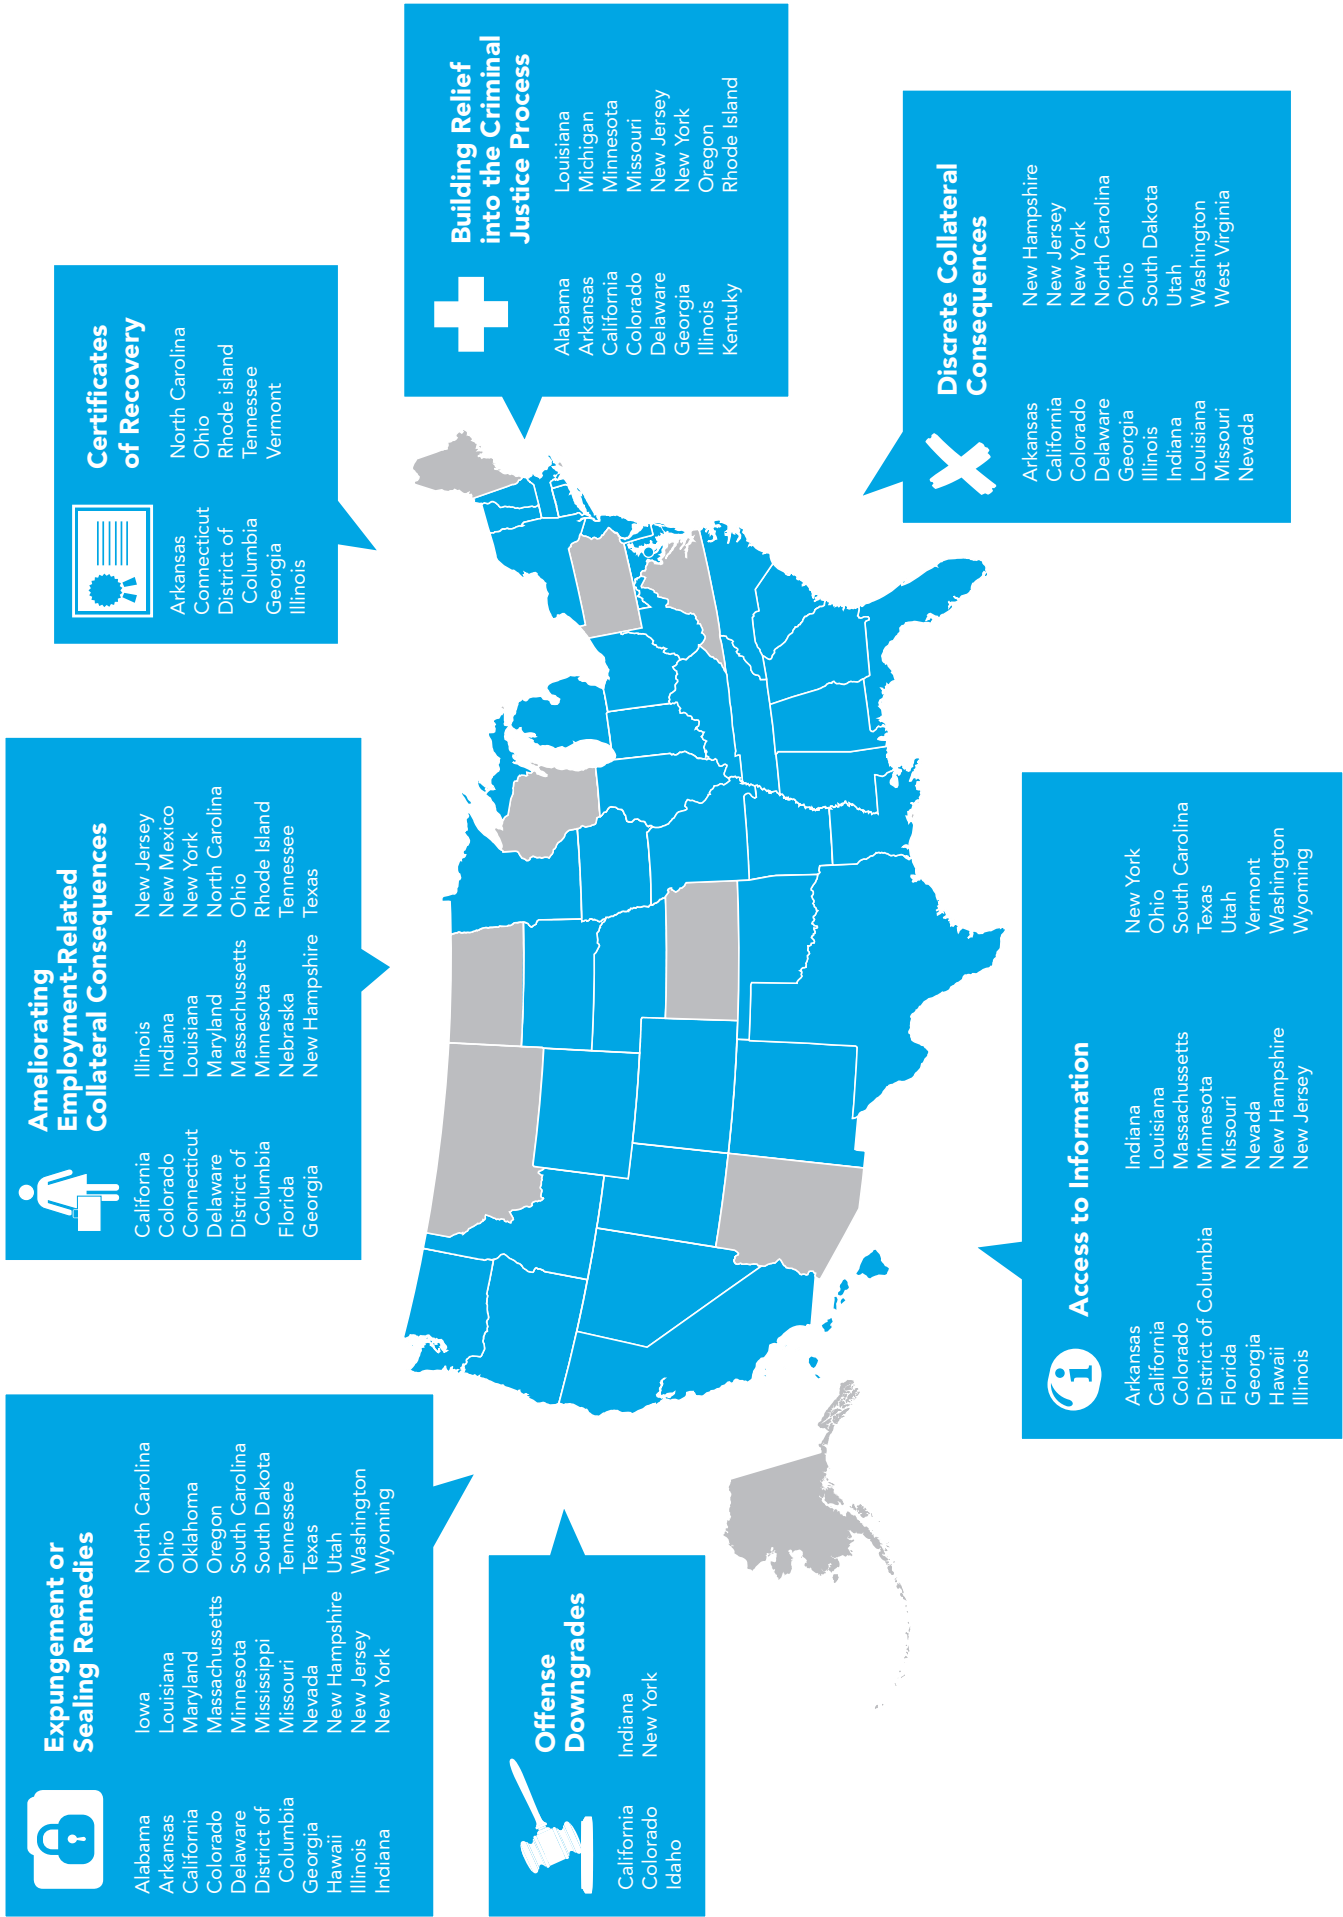 Expungement or
Sealing Remedies
Alabama
Arkansas
California
Colorado
Delaware
District of
Columbia
Georgia
Hawaii
Illinois
Indiana
Iowa
Louisiana
Maryland
Massachussetts
Minnesota
Mississippi
Missouri
Nevada
New Hampshire
New Jersey
New York
North Carolina
Ohio
Oklahoma
Oregon
South Carolina
South Dakota
Tennessee
Texas
Utah
Washington
Wyoming
Ameliorating
Employment-Related
Collateral Consequences
California
Colorado
Connecticut
Delaware
District of
Columbia
Florida
Georgia
Illinois
Indiana
Louisiana
Maryland
Massachussetts
Minnesota
Nebraska
New Hampshire
New Jersey
New Mexico
New York
North Carolina
Ohio
Rhode Island
Tennessee
Texas
Certificates
of Recovery
Arkansas
Connecticut
District of
Columbia
Georgia
Illinois
North Carolina
Ohio
Rhode island
Tennessee
Vermont
Building Relief
into the Criminal
Justice Process
Alabama
Arkansas
California
Colorado
Delaware
Georgia
Illinois
Kentuky
Louisiana
Michigan
Minnesota
Missouri
New Jersey
New York
Oregon
Rhode Island
Offense
Downgrades
California
Colorado
Idaho
Indiana
New York
Access to Information
Arkansas
California
Colorado
District of Columbia
Florida
Georgia
Hawaii
Illinois
Indiana
Louisiana
Massachussetts
Minnesota
Missouri
Nevada
New Hampshire
New Jersey
New York
Ohio
South Carolina
Texas
Utah
Vermont
Washington
Wyoming
Discrete Collateral
Consequences
Arkansas
California
Colorado
Delaware
Georgia
Illinois
Indiana
Louisiana
Missouri
Nevada
New Hampshire
New Jersey
New York
North Carolina
Ohio
South Dakota
Utah
Washington
West Virginia